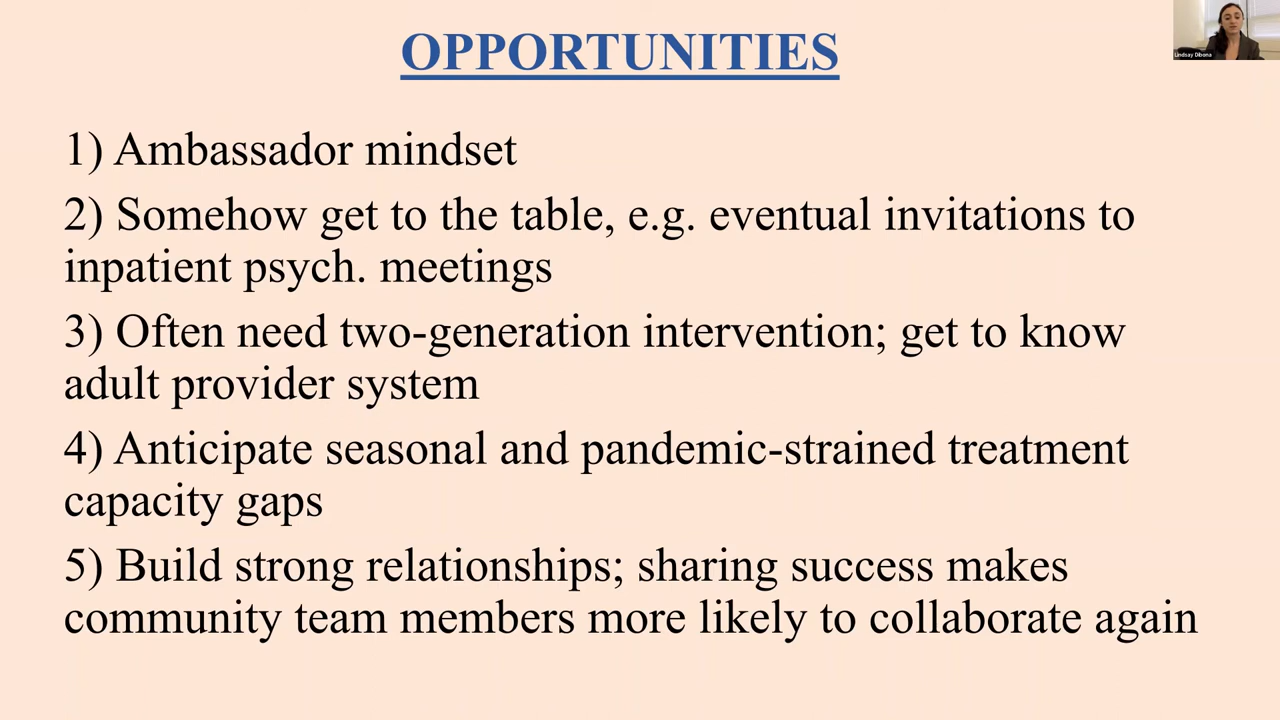 OPPORTUNITIES
Lindsay Dibona
1) Ambassador mindset
2) Somehow get to the table, e.g. eventual invitations to
inpatient psych. meetings
3) Often need two-generation intervention; get to know
adult provider system
4) Anticipate seasonal and pandemic-strained treatment
capacity gaps
5) Build strong relationships; sharing success makes
community team members more likely to collaborate again